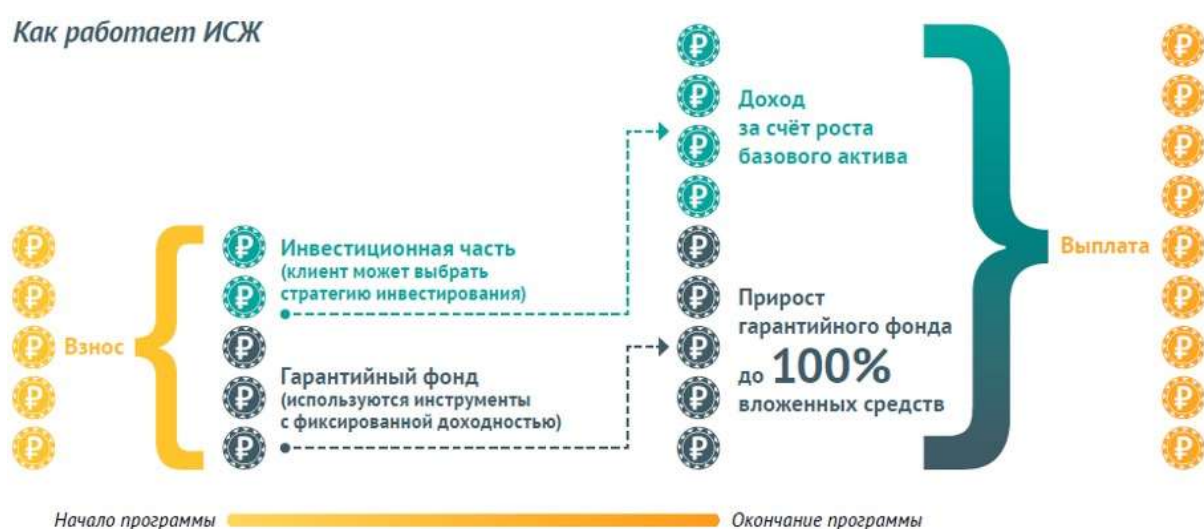 Как работает ИСЖ
Взнос
Инвестиционная часть
(клиент может выбрать
стратегию инвестирования)
Гарантийный фонд
(используются инструменты
с фиксированной доходностью)
Доход
за счёт роста
базового актива
Прирост
гарантийного фонда
до 100%
вложенных средств
Выплата
Начало программы
Окончание программы